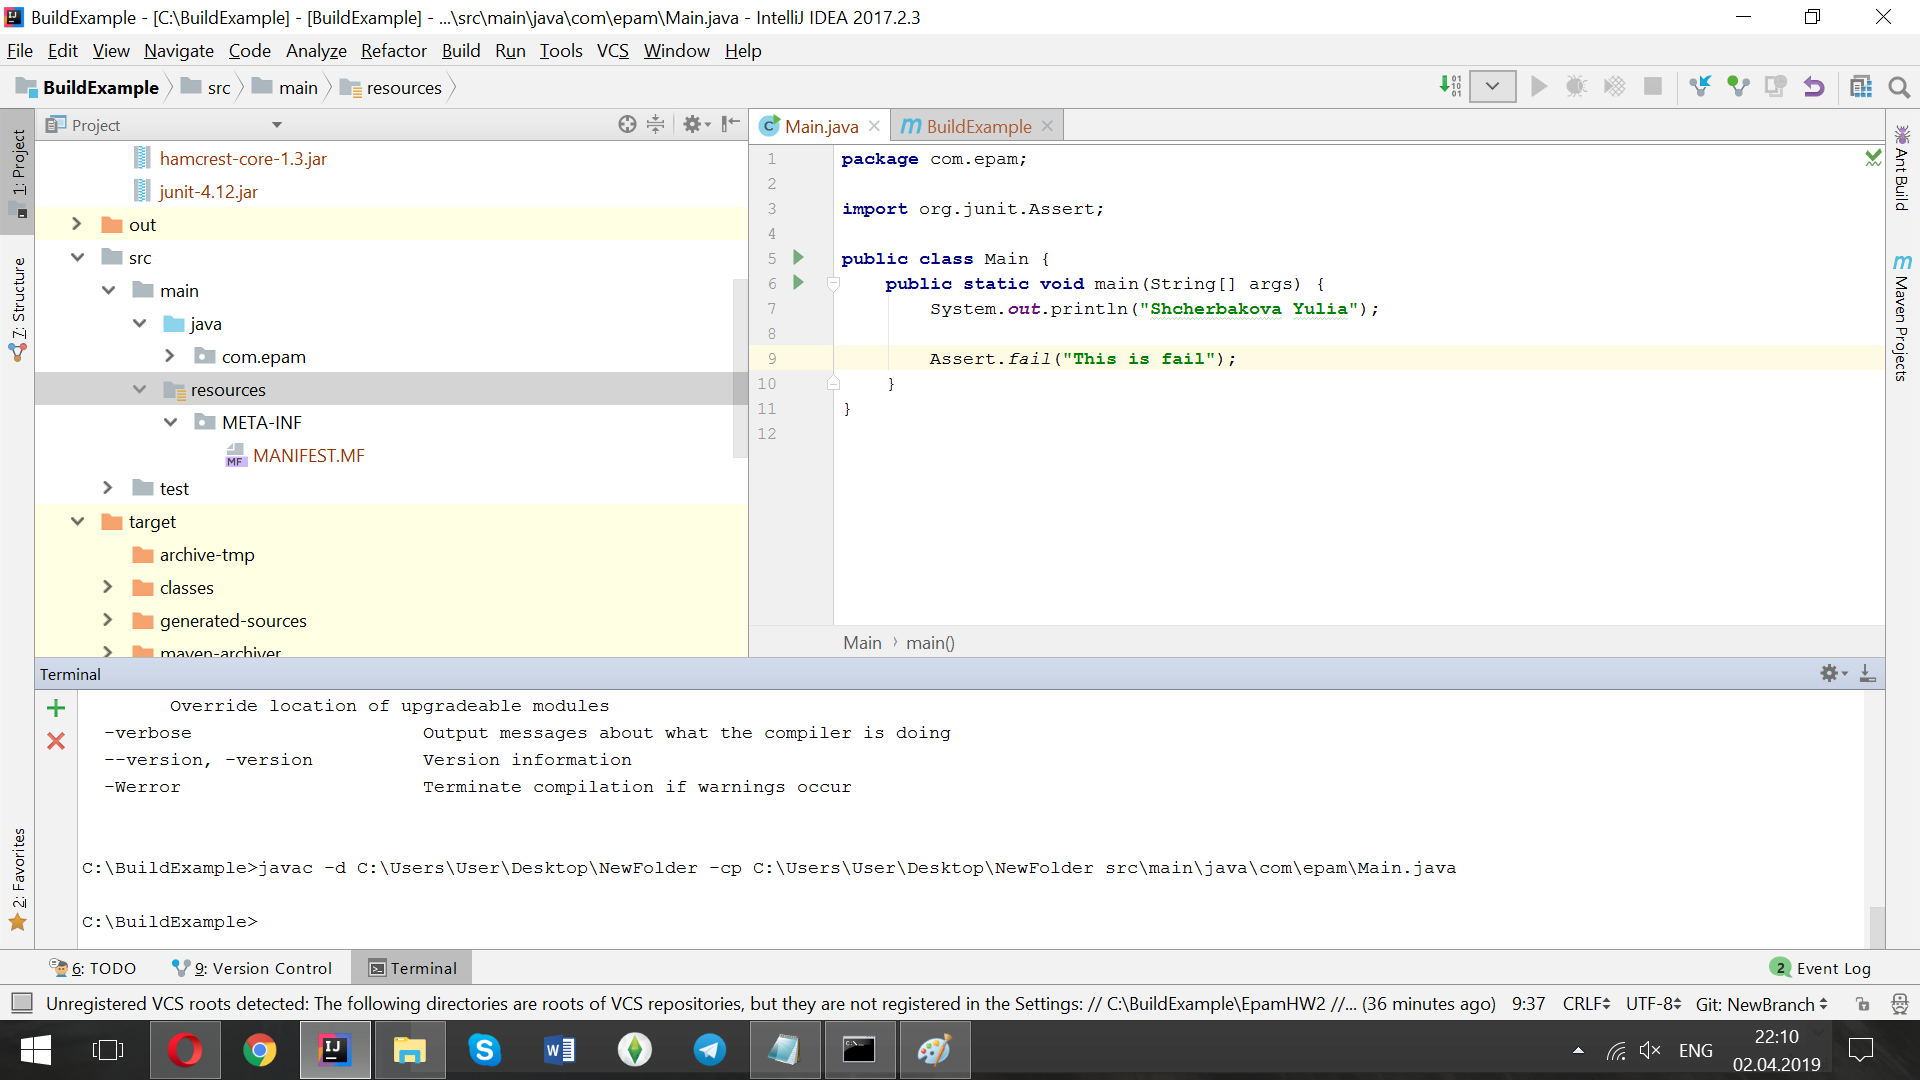 BuildExample - [C:\BuildExample] - [BuildExample] - ...\src\main\java\com\epam\Main.java - IntelliJ IDEA 2017.2.3
File Edit View Navigate Code Analyze Refactor Build Run Tools VCS Window Help
BuildExample src main resources
Project
hamcrest-core-1.3.jar
junit-4.12.jar
out
src
main
java
com.epam
resources
META-INF
MANIFEST.MF
test
target
archive-tmp
classes
generated-sources
maven-archiver
1: Project
7: Structure
2: Favorites
Main.java BuildExample
1 package com.epam;
2
3 import org.junit.Assert;
4
5 public class Main {
6 public static void main(String[] args) {
7 System.out.println("Shcherbakova Yulia");
8
9 Assert.fail("This is fail");
10 }
11 }
12
Main main()
Ant Build
Maven Projects
Terminal
Override location of upgradeable modules
-verbose Output messages about what the compiler is doing
--version, -version Version information
-Werror Terminate compilation if warnings occur
C:\BuildExample>javac -d C:\Users\User\Desktop\NewFolder -cp C:\Users\User\Desktop\NewFolder src\main\java\com\epam\Main.java
C:\BuildExample>
6: TODO 9: Version Control Terminal 2 Event Log
Unregistered VCS roots detected: The following directories are roots of VCS repositories, but they are not registered in the Settings: // C:\BuildExample\EpamHW2 //... (36 minutes ago) 9:37 CRLF UTF-8 Git: NewBranch
ENG
22:10
02.04.2019